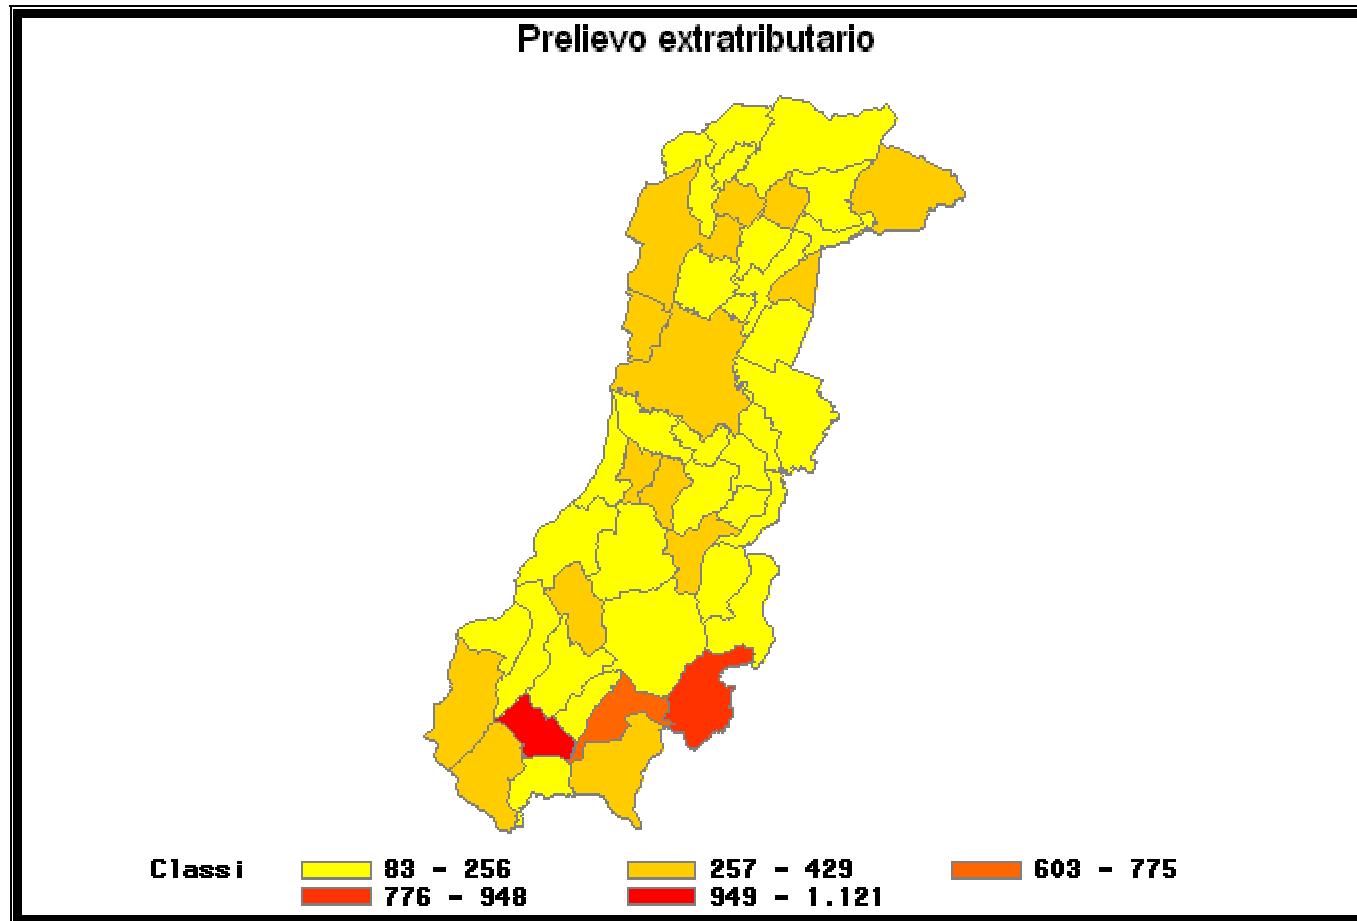 Prelievo extratributario
Classi 83 - 256 257 - 429 603 - 775
776 - 948 949 - 1.121